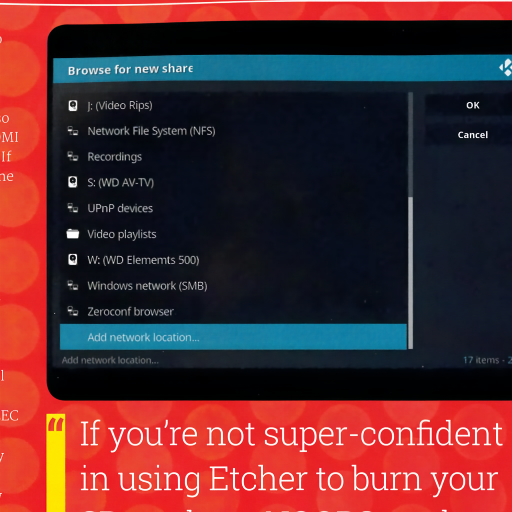 Browse for new share
J: (Video Rips)
Network File System (NFS)
Recordings
S: (WD AV-TV)
UPnP devices
Video playlists
W: (WD Elememts 500)
Windows network (SMB)
Zeroconf browser
Add network location...
Add network location...
OK
Cancel
17 items - 2
“
If you’re not super-confident
in using Etcher to burn your